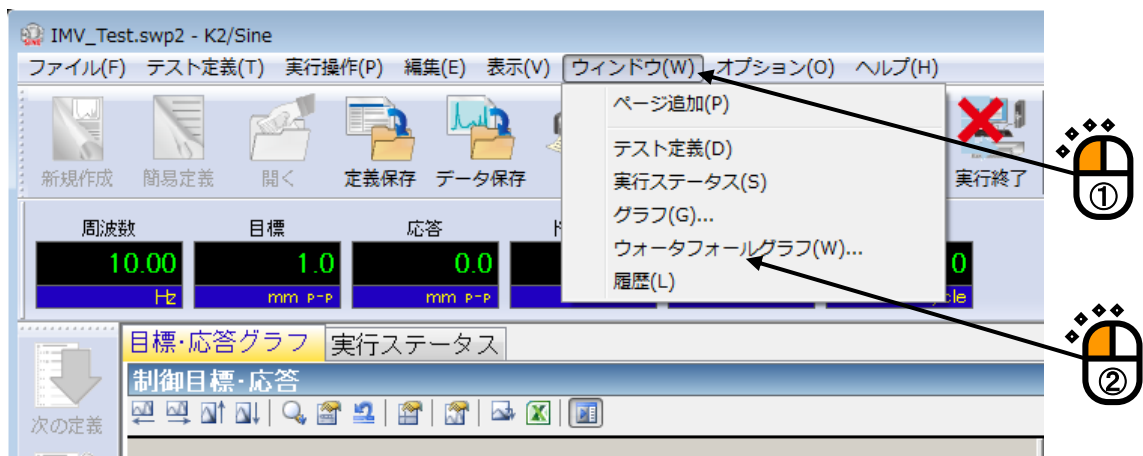 IMV_Test.swp2 - K2/Sine
ファイル(F) テスト定義(T) 実行操作(P) 編集(E) 表示(V) ウィンドウ(W) オプション(O) ヘルプ(H)
ページ追加(P)
テスト定義(D)
実行ステータス(S)
グラフ(G)...
ウォータフォールグラフ(W)...
履歴(L)
新規作成 簡易定義 開く 定義保存 データ保存 実行終了
①
周波数 目標 応答
10.00 1.0 0.0 0
Hz mm P-P mm P-P
②
目標･応答グラフ 実行ステータス
制御目標･応答
次の定義